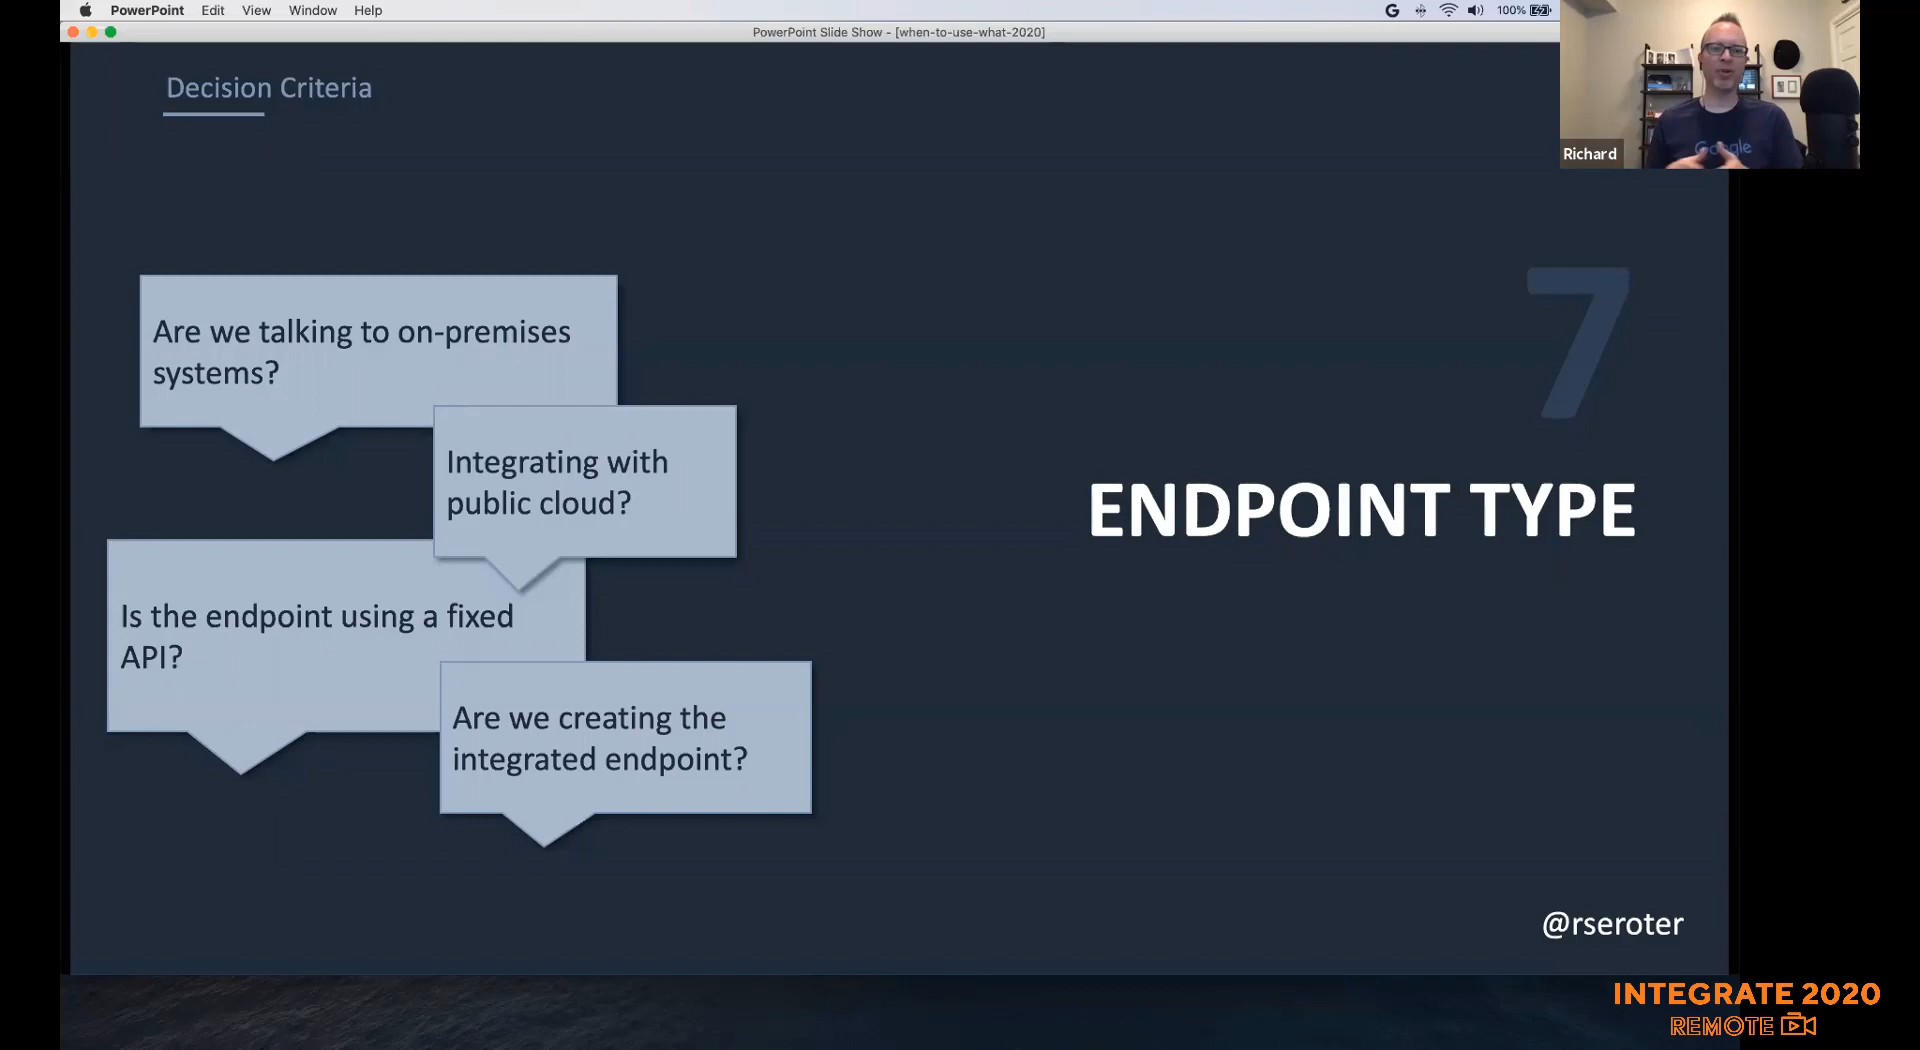 PowerPoint Edit View Window Help
100%
PowerPoint Slide Show - [when-to-use-what-2020]
Decision Criteria
Google
Richard
7
Are we talking to on-premises
systems?
Integrating with
public cloud?
ENDPOINT TYPE
Is the endpoint using a fixed
API?
Are we creating the
integrated endpoint?
@rseroter
INTEGRATE 2020
REMOTE